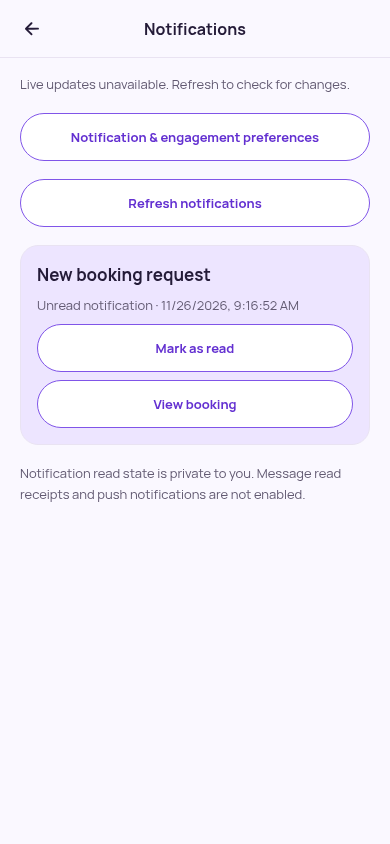 Notifications
Live updates unavailable. Refresh to check for changes.
Notification & engagement preferences
Refresh notifications
New booking request
Unread notification · 11/26/2026, 9:16:52 AM
Mark as read
View booking
Notification read state is private to you. Message read
receipts and push notifications are not enabled.